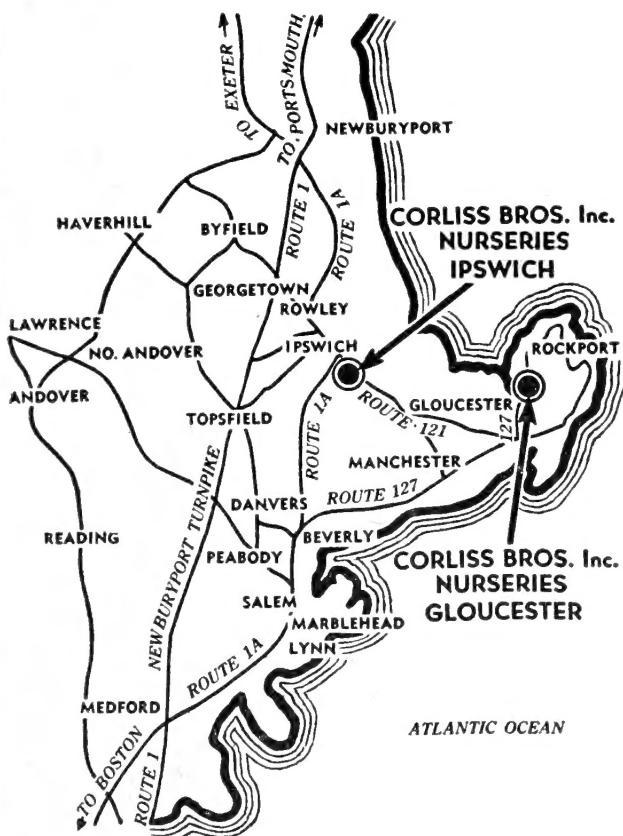 TO EXETER
TO PORTSMOUTH.
NEWBURYPORT
ROUTE 1
ROUTE 1A
CORLISS BROS. Inc.
NURSERIES
IPSWICH
HAVERHILL
BYFIELD
GEORGETOWN
ROWLEY
LAWRENCE
NO. ANDOVER
IPSWICH
ROCKPORT
ANDOVER
TOPSFIELD
ROUTE 1A
ROUTE 121
GLOUCESTER
127
MANCHESTER
NEWBURYPORT TURNPIKE
DANVERS
ROUTE 127
READING
PEABODY
BEVERLY
CORLISS BROS. Inc.
NURSERIES
GLOUCESTER
SALEM
MARBLEHEAD
LYNN
ROUTE 1A
MEDFORD
ATLANTIC OCEAN
TO BOSTON
ROUTE 1